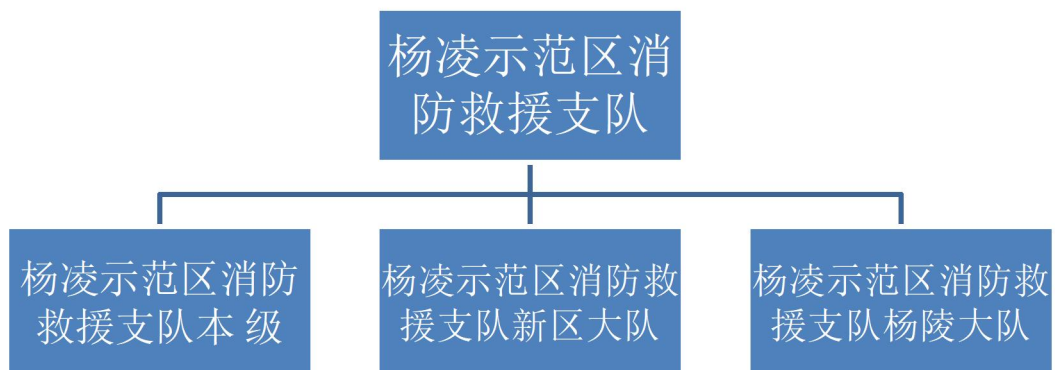 杨凌示范区消
防救援支队
杨凌示范区消防
救援支队本 级
杨凌示范区消防救
援支队新区大队
杨凌示范区消防救
援支队杨陵大队